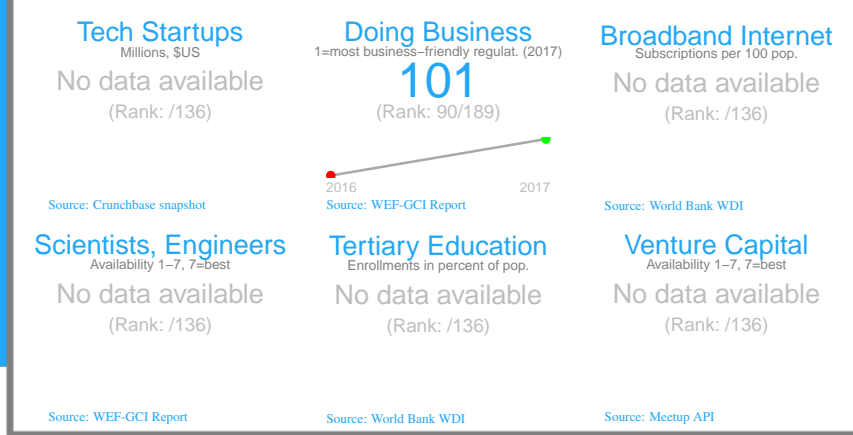 Tech Startups
Millions, $US
No data available
(Rank: /136)
Source: Crunchbase snapshot
Doing Business
1=most business−friendly regulat. (2017)
101
(Rank: 90/189)
2016 2017
Source: WEF-GCI Report
Broadband Internet
Subscriptions per 100 pop.
No data available
(Rank: /136)
Source: World Bank WDI
Scientists, Engineers
Availability 1−7, 7=best
No data available
(Rank: /136)
Source: WEF-GCI Report
Tertiary Education
Enrollments in percent of pop.
No data available
(Rank: /136)
Source: World Bank WDI
Venture Capital
Availability 1−7, 7=best
No data available
(Rank: /136)
Source: Meetup API